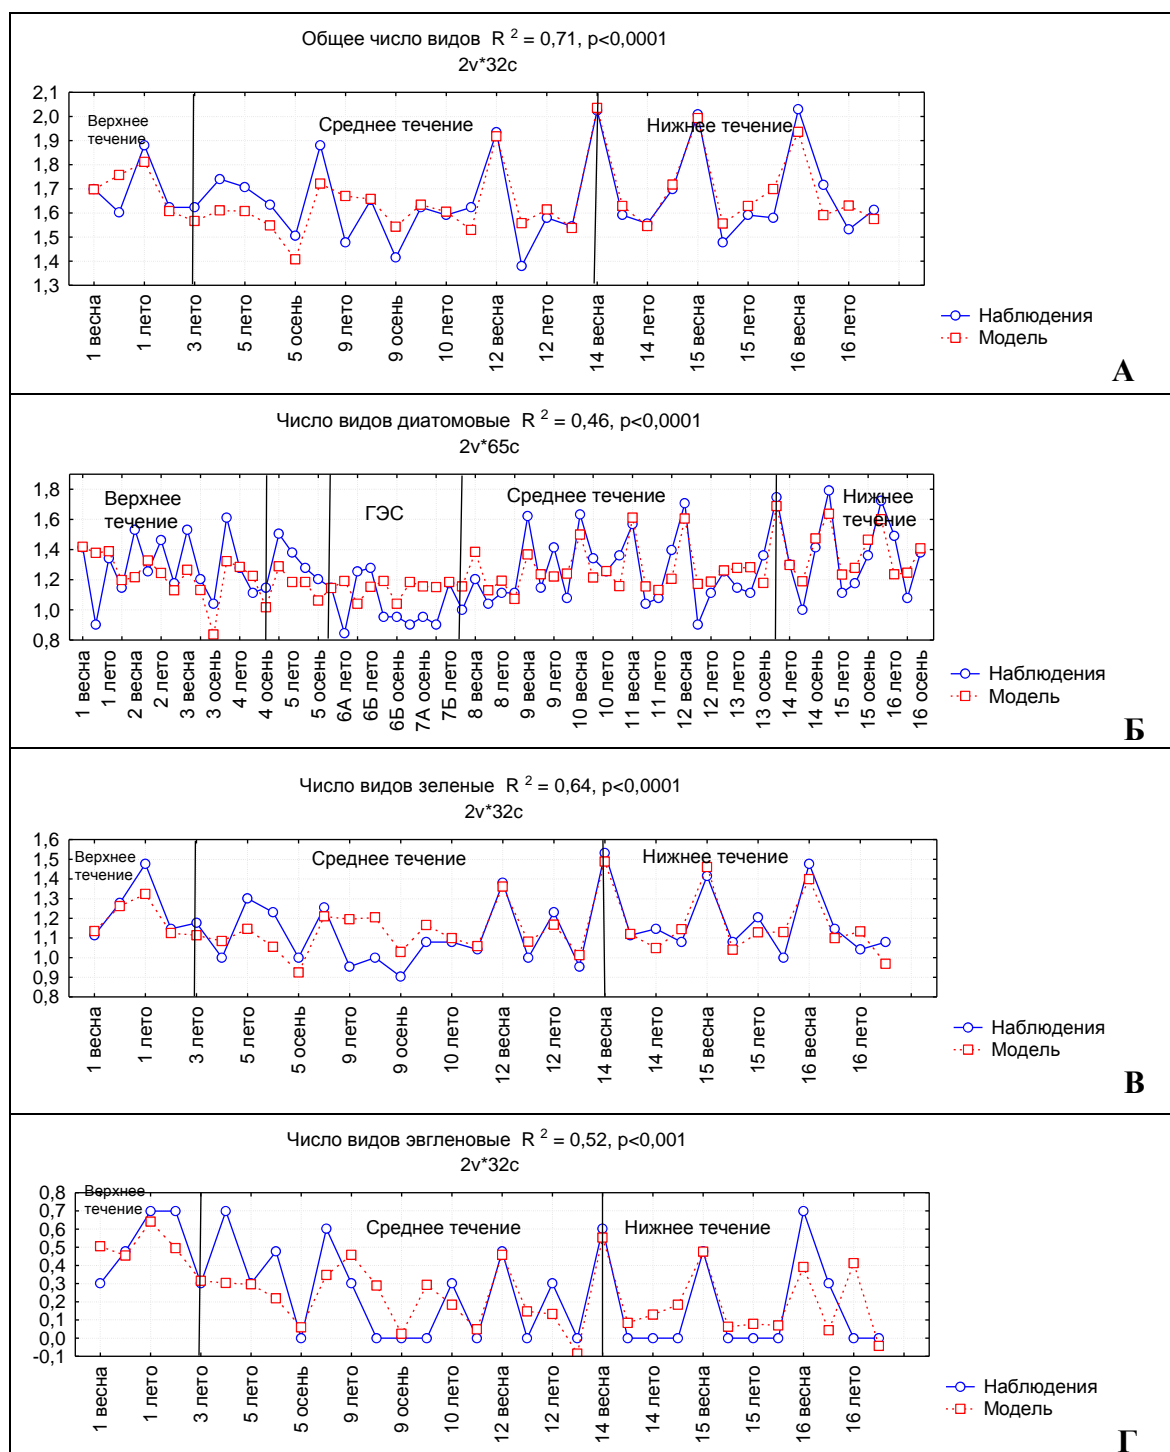 Общее число видов R 2 = 0,71, p<0,0001
2v*32c
2,1
2,0
1,9
1,8
1,7
1,6
1,5
1,4
1,3
Верхнее
течение
Среднее течение
Нижнее течение
1 весна
1 лето
3 лето
5 лето
5 осень
9 лето
9 осень
10 лето
12 весна
12 лето
14 весна
14 лето
15 весна
15 лето
16 весна
16 лето
Наблюдения
Модель
А
Число видов диатомовые R 2 = 0,46, p<0,0001
2v*65c
1,8
1,6
1,4
1,2
1,0
0,8
Верхнее
течение
ГЭС
Среднее течение
Нижнее
течение
1 весна
1 лето
2 весна
2 лето
3 весна
3 осень
4 лето
4 осень
5 лето
5 осень
6А лето
6Б лето
6Б осень
7А осень
7Б лето
8 весна
8 лето
9 весна
9 лето
10 весна
10 лето
11 весна
11 лето
12 весна
12 лето
13 лето
13 осень
14 лето
14 осень
15 лето
15 осень
16 лето
16 осень
Наблюдения
Модель
Б
Число видов зеленые R 2 = 0,64, p<0,0001
2v*32c
1,6
1,5
1,4
1,3
1,2
1,1
1,0
0,9
0,8
Верхнее
течение
Среднее течение
Нижнее течение
1 весна
1 лето
3 лето
5 лето
5 осень
9 лето
9 осень
10 лето
12 весна
12 лето
14 весна
14 лето
15 весна
15 лето
16 весна
16 лето
Наблюдения
Модель
В
Число видов эвгленовые R 2 = 0,52, p<0,001
2v*32c
0,8
0,7
0,6
0,5
0,4
0,3
0,2
0,1
0,0
-0,1
Верхнее
течение
Среднее течение
Нижнее течение
1 весна
1 лето
3 лето
5 лето
5 осень
9 лето
9 осень
10 лето
12 весна
12 лето
14 весна
14 лето
15 весна
15 лето
16 весна
16 лето
Наблюдения
Модель
Г